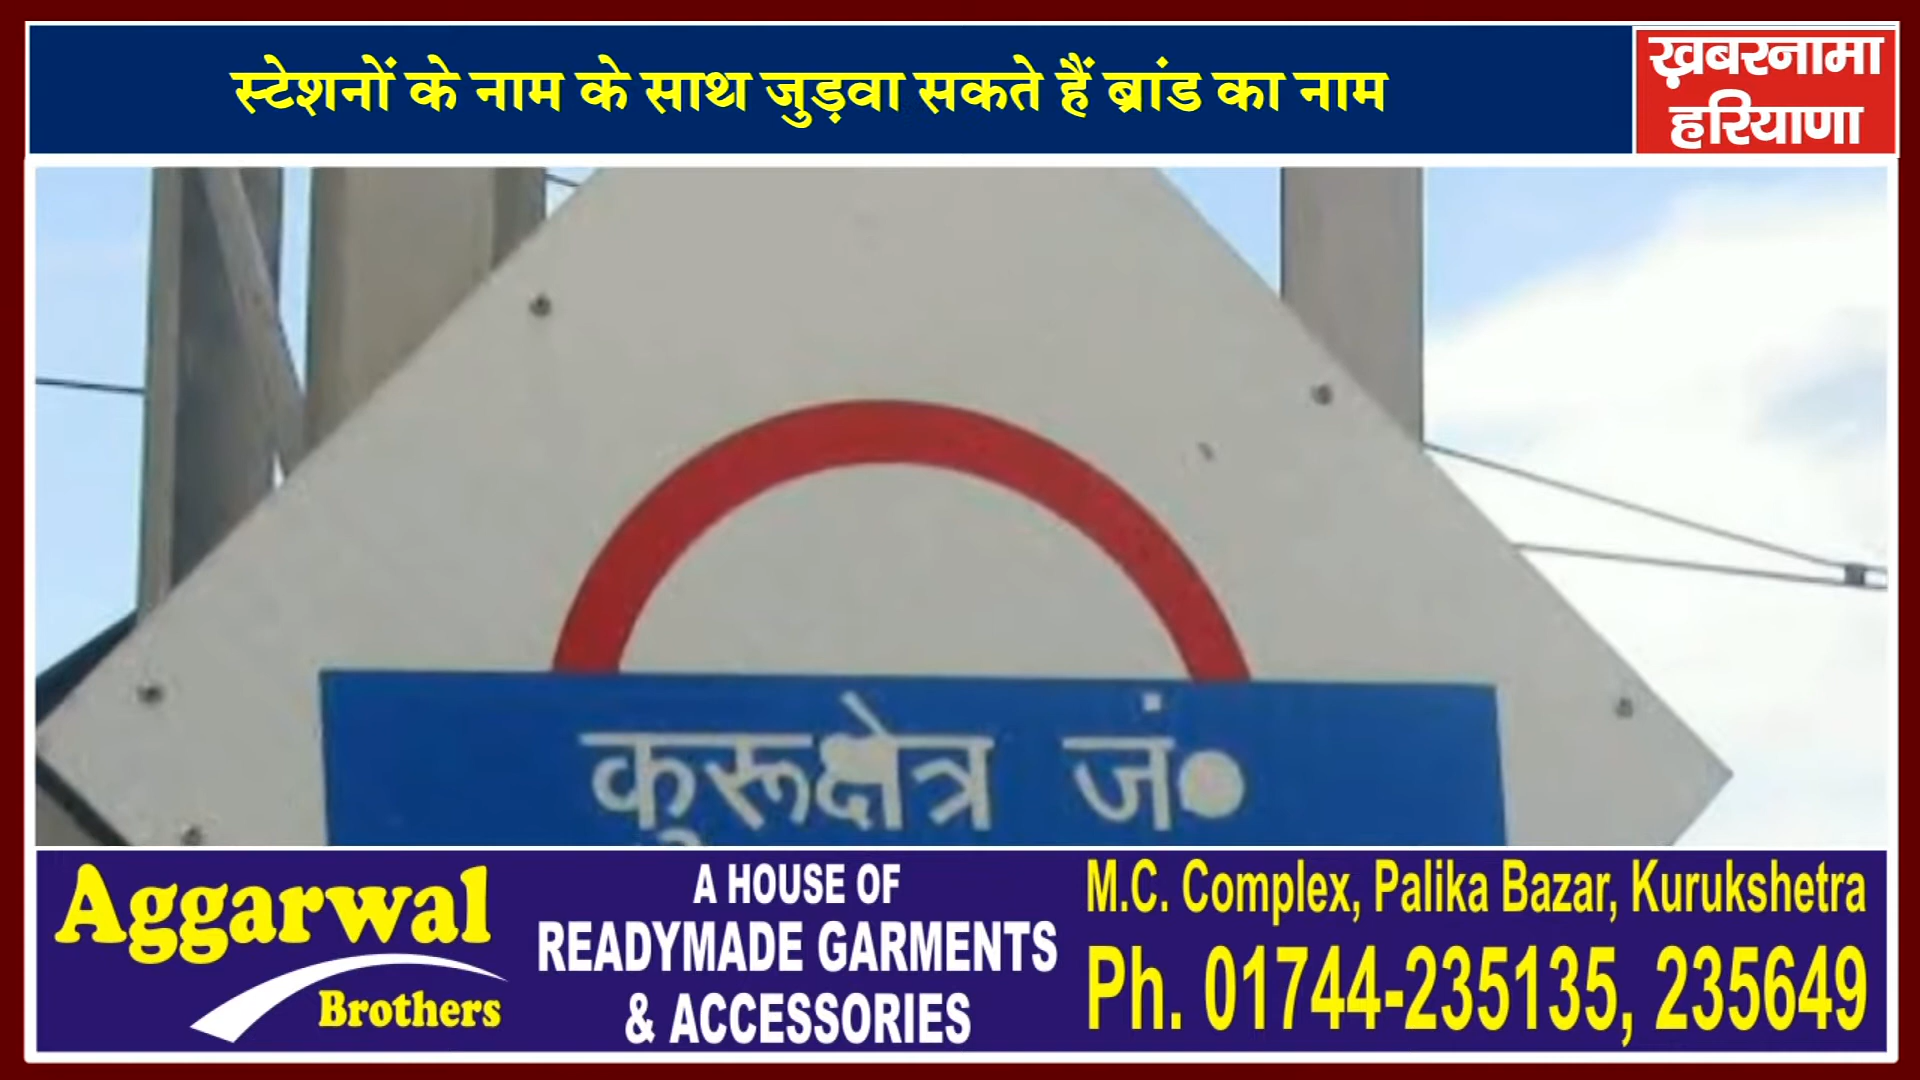 स्टेशनों के नाम के साथ जुड़वा सकते हैं ब्रांड का नाम
ख़बरनामा
हरियाणा
कुरूक्षेत्र जं०
Aggarwal
Brothers
A HOUSE OF
READYMADE GARMENTS
& ACCESSORIES
M.C. Complex, Palika Bazar, Kurukshetra
Ph. 01744-235135, 235649